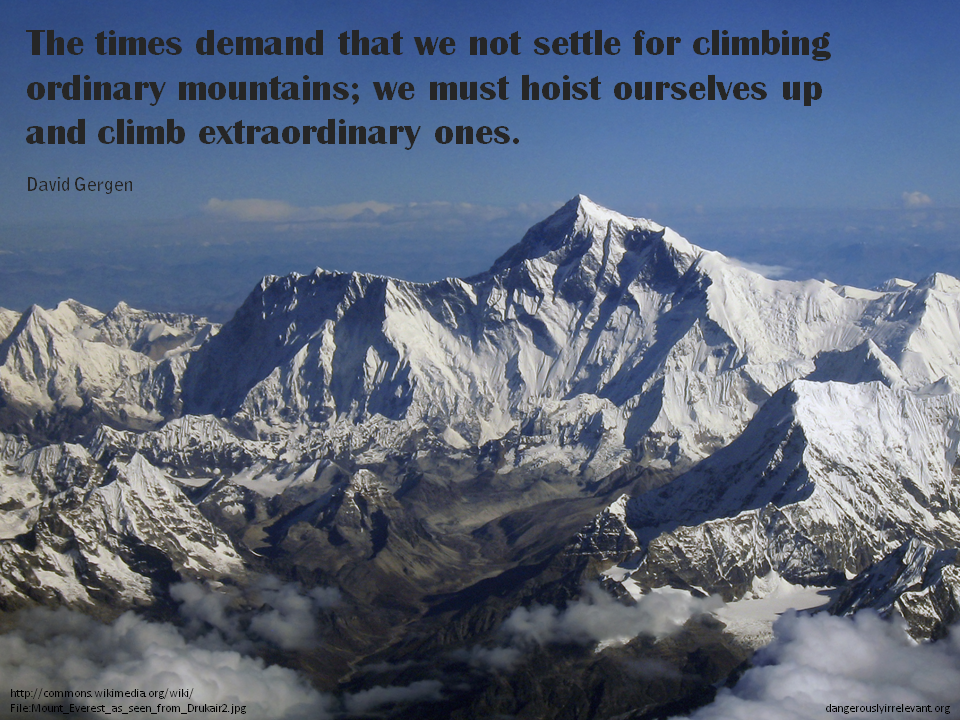 The times demand that we not settle for climbing
ordinary mountains; we must hoist ourselves up
and climb extraordinary ones.
David Gergen
http://commons.wikimedia.org/wiki/
File:Mount_Everest_as_seen_from_Drukair2.jpg
dangerouslyirrelevant.org